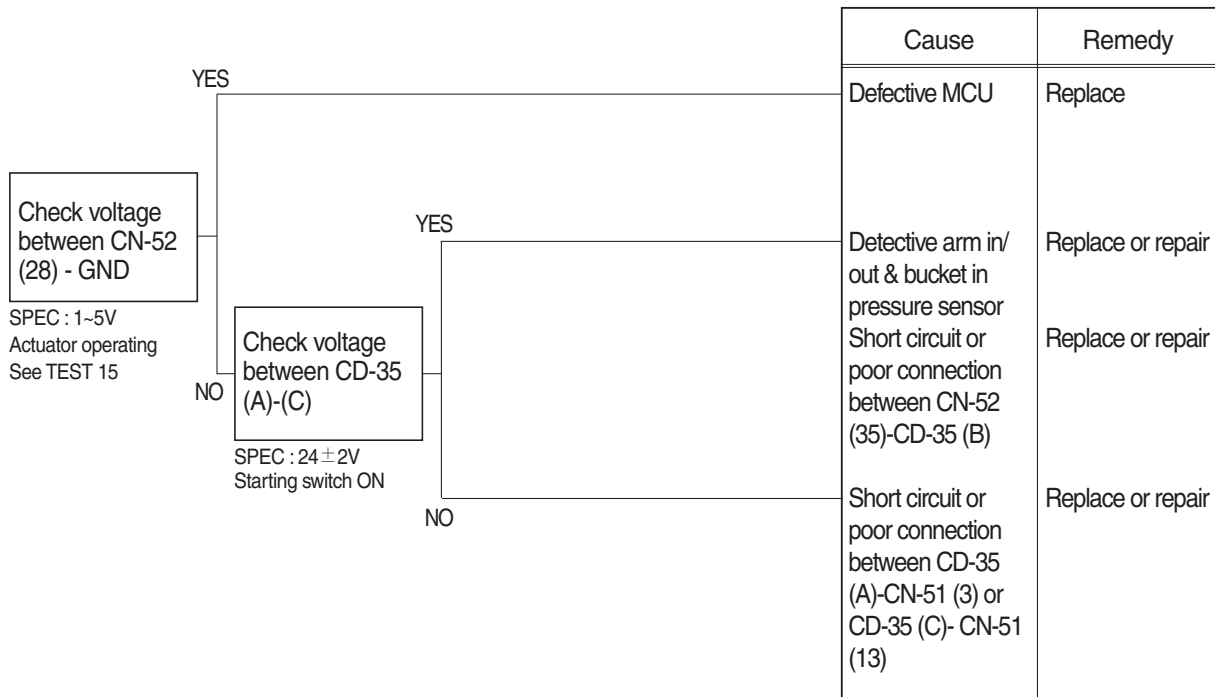 Cause
Remedy
YES
Defective MCU
Replace
Check voltage
between CN-52
(28) - GND
SPEC : 1~5V
Actuator operating
See TEST 15
NO
YES
Detective arm in/
out & bucket in
pressure sensor
Replace or repair
Check voltage
between CD-35
(A)-(C)
SPEC : 24±2V
Starting switch ON
Short circuit or
poor connection
between CN-52
(35)-CD-35 (B)
Replace or repair
NO
Short circuit or
poor connection
between CD-35
(A)-CN-51 (3) or
CD-35 (C)- CN-51
(13)
Replace or repair